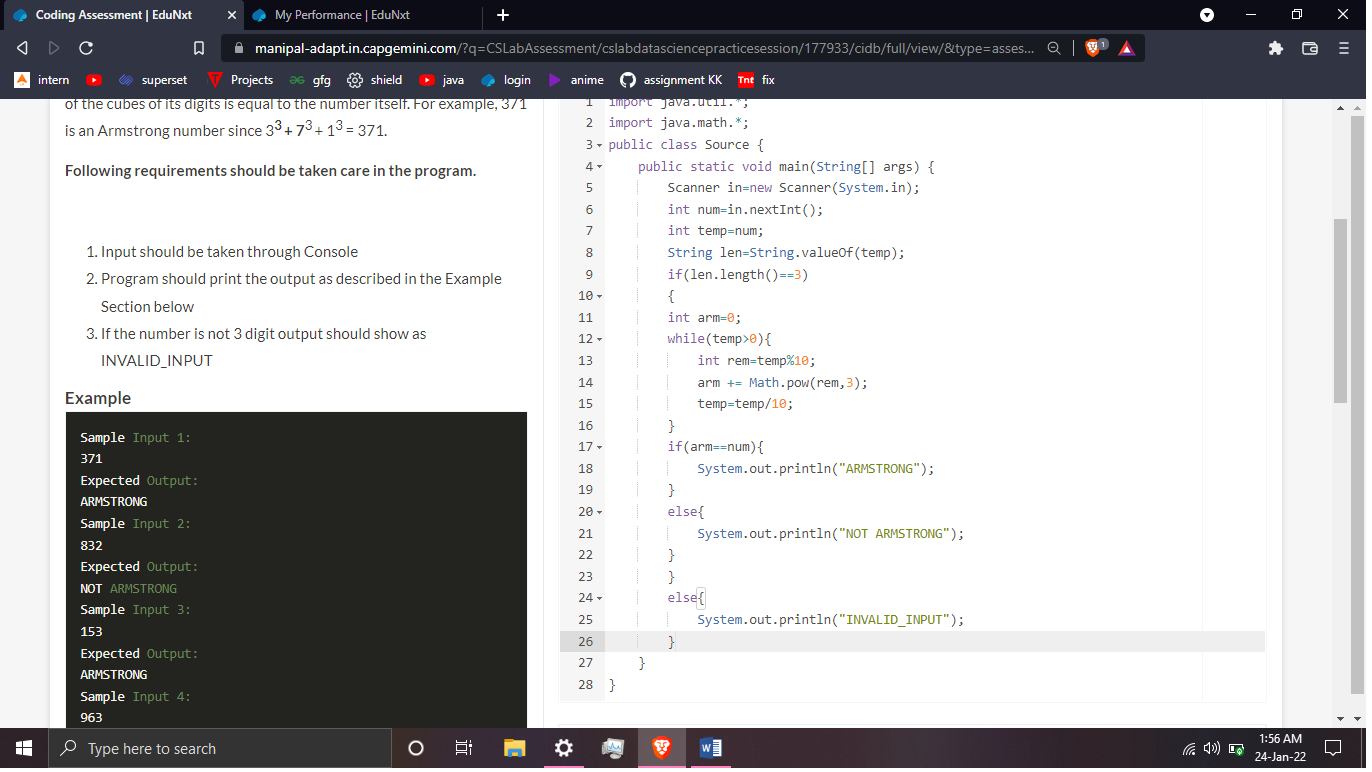 Coding Assessment | EduNxt
My Performance | EduNxt
manipal-adapt.in.capgemini.com/?q=CSLabAssessment/cslabdatasciencepracticesession/177933/cidb/full/view/&type=asses...
1
intern superset Projects gfg shield java login anime assignment KK Tnt fix
of the cubes of its digits is equal to the number itself. For example, 371
is an Armstrong number since 3³ + 7³ + 1³ = 371.
Following requirements should be taken care in the program.
1. Input should be taken through Console
2. Program should print the output as described in the Example
Section below
3. If the number is not 3 digit output should show as
INVALID_INPUT
Example
Sample Input 1:
371
Expected Output:
ARMSTRONG
Sample Input 2:
832
Expected Output:
NOT ARMSTRONG
Sample Input 3:
153
Expected Output:
ARMSTRONG
Sample Input 4:
963
1 import java.util.*;
2 import java.math.*;
3 public class Source {
4 public static void main(String[] args) {
5 Scanner in=new Scanner(System.in);
6 int num=in.nextInt();
7 int temp=num;
8 String len=String.valueOf(temp);
9 if(len.length()==3)
10 {
11 int arm=0;
12 while(temp>0){
13 int rem=temp%10;
14 arm += Math.pow(rem,3);
15 temp=temp/10;
16 }
17 if(arm==num){
18 System.out.println("ARMSTRONG");
19 }
20 else{
21 System.out.println("NOT ARMSTRONG");
22 }
23 }
24 else{
25 System.out.println("INVALID_INPUT");
26 }
27 }
28 }
Type here to search
1:56 AM
24-Jan-22